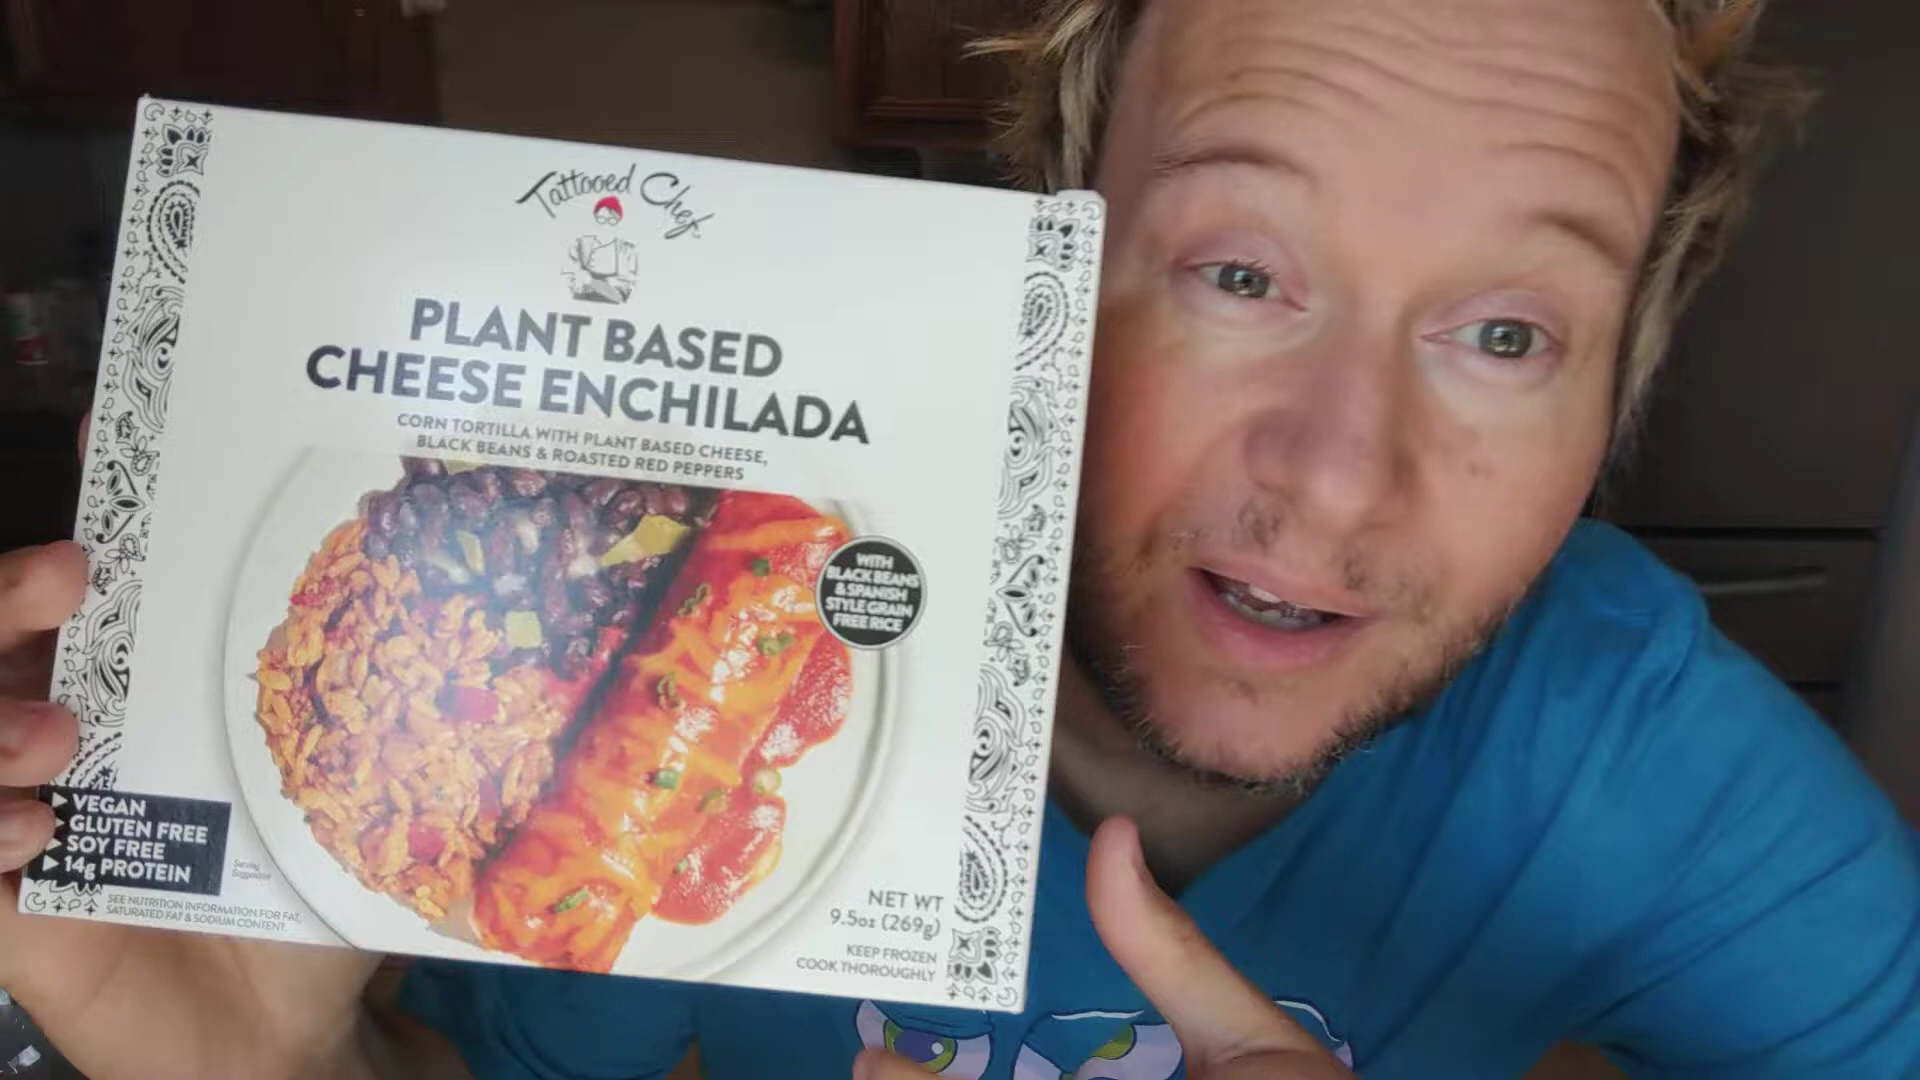 Tattooed Chef
PLANT BASED
CHEESE ENCHILADA
CORN TORTILLA WITH PLANT BASED CHEESE,
BLACK BEANS & ROASTED RED PEPPERS
WITH
BLACK BEANS
& SPANISH
STYLE GRAIN
FREE RICE
VEGAN
GLUTEN FREE
SOY FREE
14g PROTEIN
Serving
Suggestion
SEE NUTRITION INFORMATION FOR FAT,
SATURATED FAT & SODIUM CONTENT.
NET WT
9.5oz (269g)
KEEP FROZEN
COOK THOROUGHLY